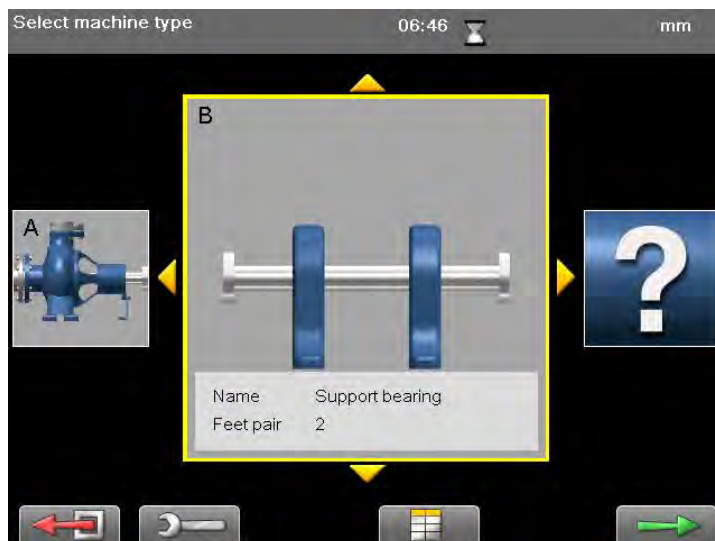 Select machine type 06:46 mm
B
A
?
Name Support bearing
Feet pair 2